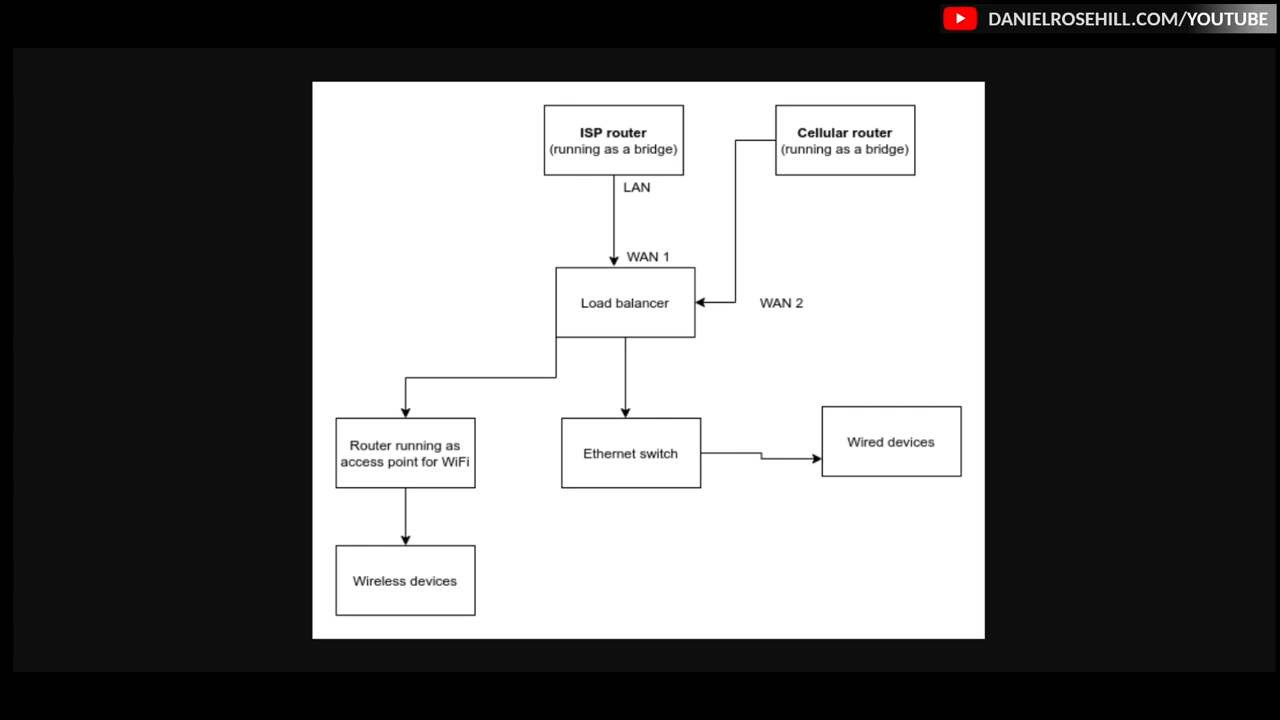 DANIELROSEHILL.COM/YOUTUBE
ISP router
(running as a bridge)
Cellular router
(running as a bridge)
LAN
WAN 1
Load balancer
WAN 2
Router running as
access point for WiFi
Ethernet switch
Wired devices
Wireless devices